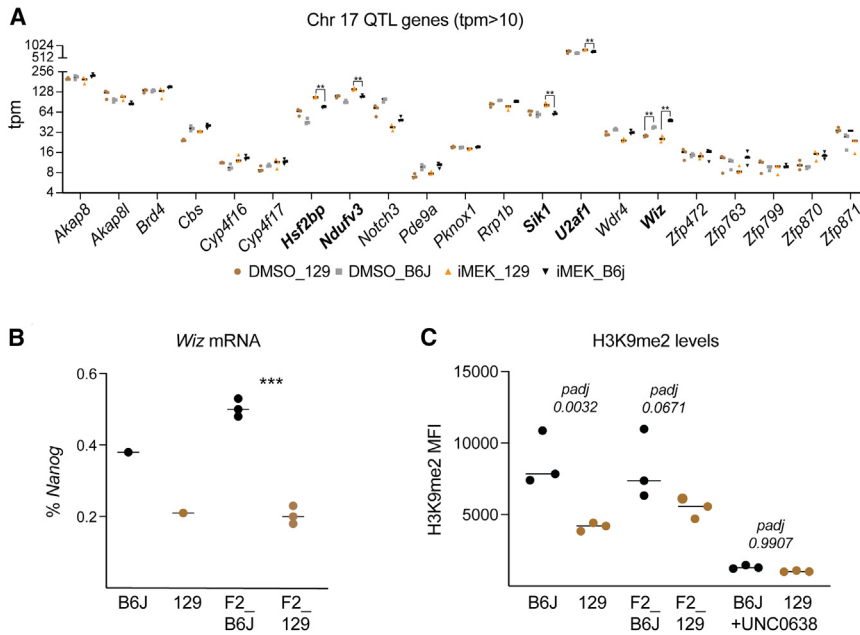 A
Chr 17 QTL genes (tpm>10)
tpm
1024
512
256
128
64
32
16
8
4
** ** ** ** ** **
Akap8 Akap8l Brd4 Cbs Cyp4f16 Cyp4f17 Hsf2bp Ndufv3 Notch3 Pde9a Pknox1 Rrp1b Sik1 U2af1 Wdr4 Wiz Zfp472 Zfp763 Zfp799 Zfp870 Zfp871
DMSO_129 DMSO_B6J iMEK_129 iMEK_B6j
B
Wiz mRNA
% Nanog
0.6
0.4
0.2
***
B6J 129 F2_ F2_
B6J 129
C
H3K9me2 levels
H3K9me2 MFI
15000
10000
5000
padj
0.0032
padj
0.0671
padj
0.9907
B6J 129 F2_ F2_ B6J 129
B6J 129 +UNC0638